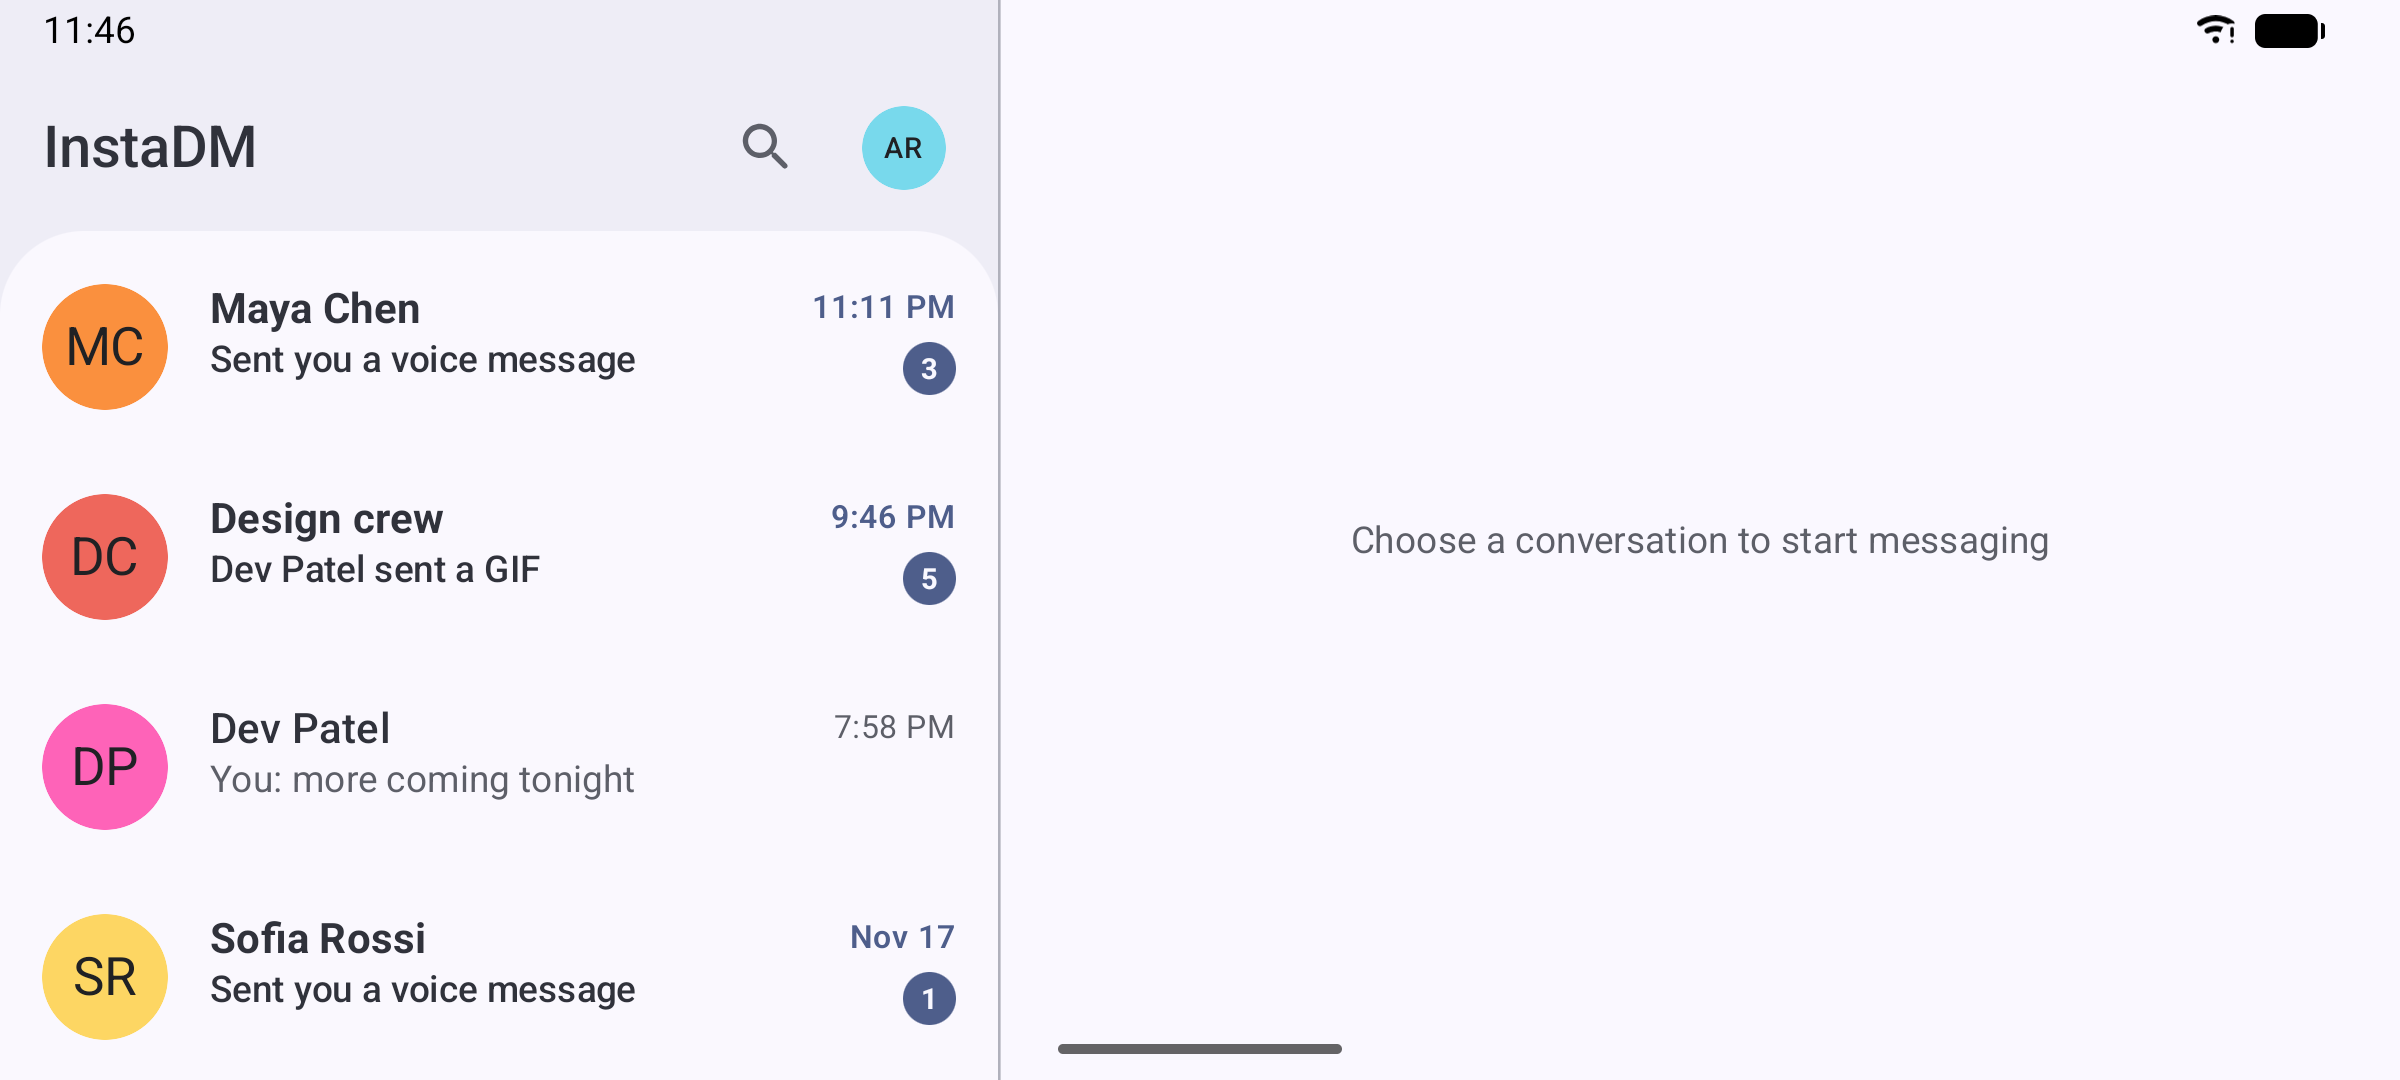 11:46
InstaDM
AR
MC
Maya Chen
11:11 PM
Sent you a voice message
3
DC
Design crew
9:46 PM
Dev Patel sent a GIF
5
DP
Dev Patel
7:58 PM
You: more coming tonight
SR
Sofia Rossi
Nov 17
Sent you a voice message
1
Choose a conversation to start messaging